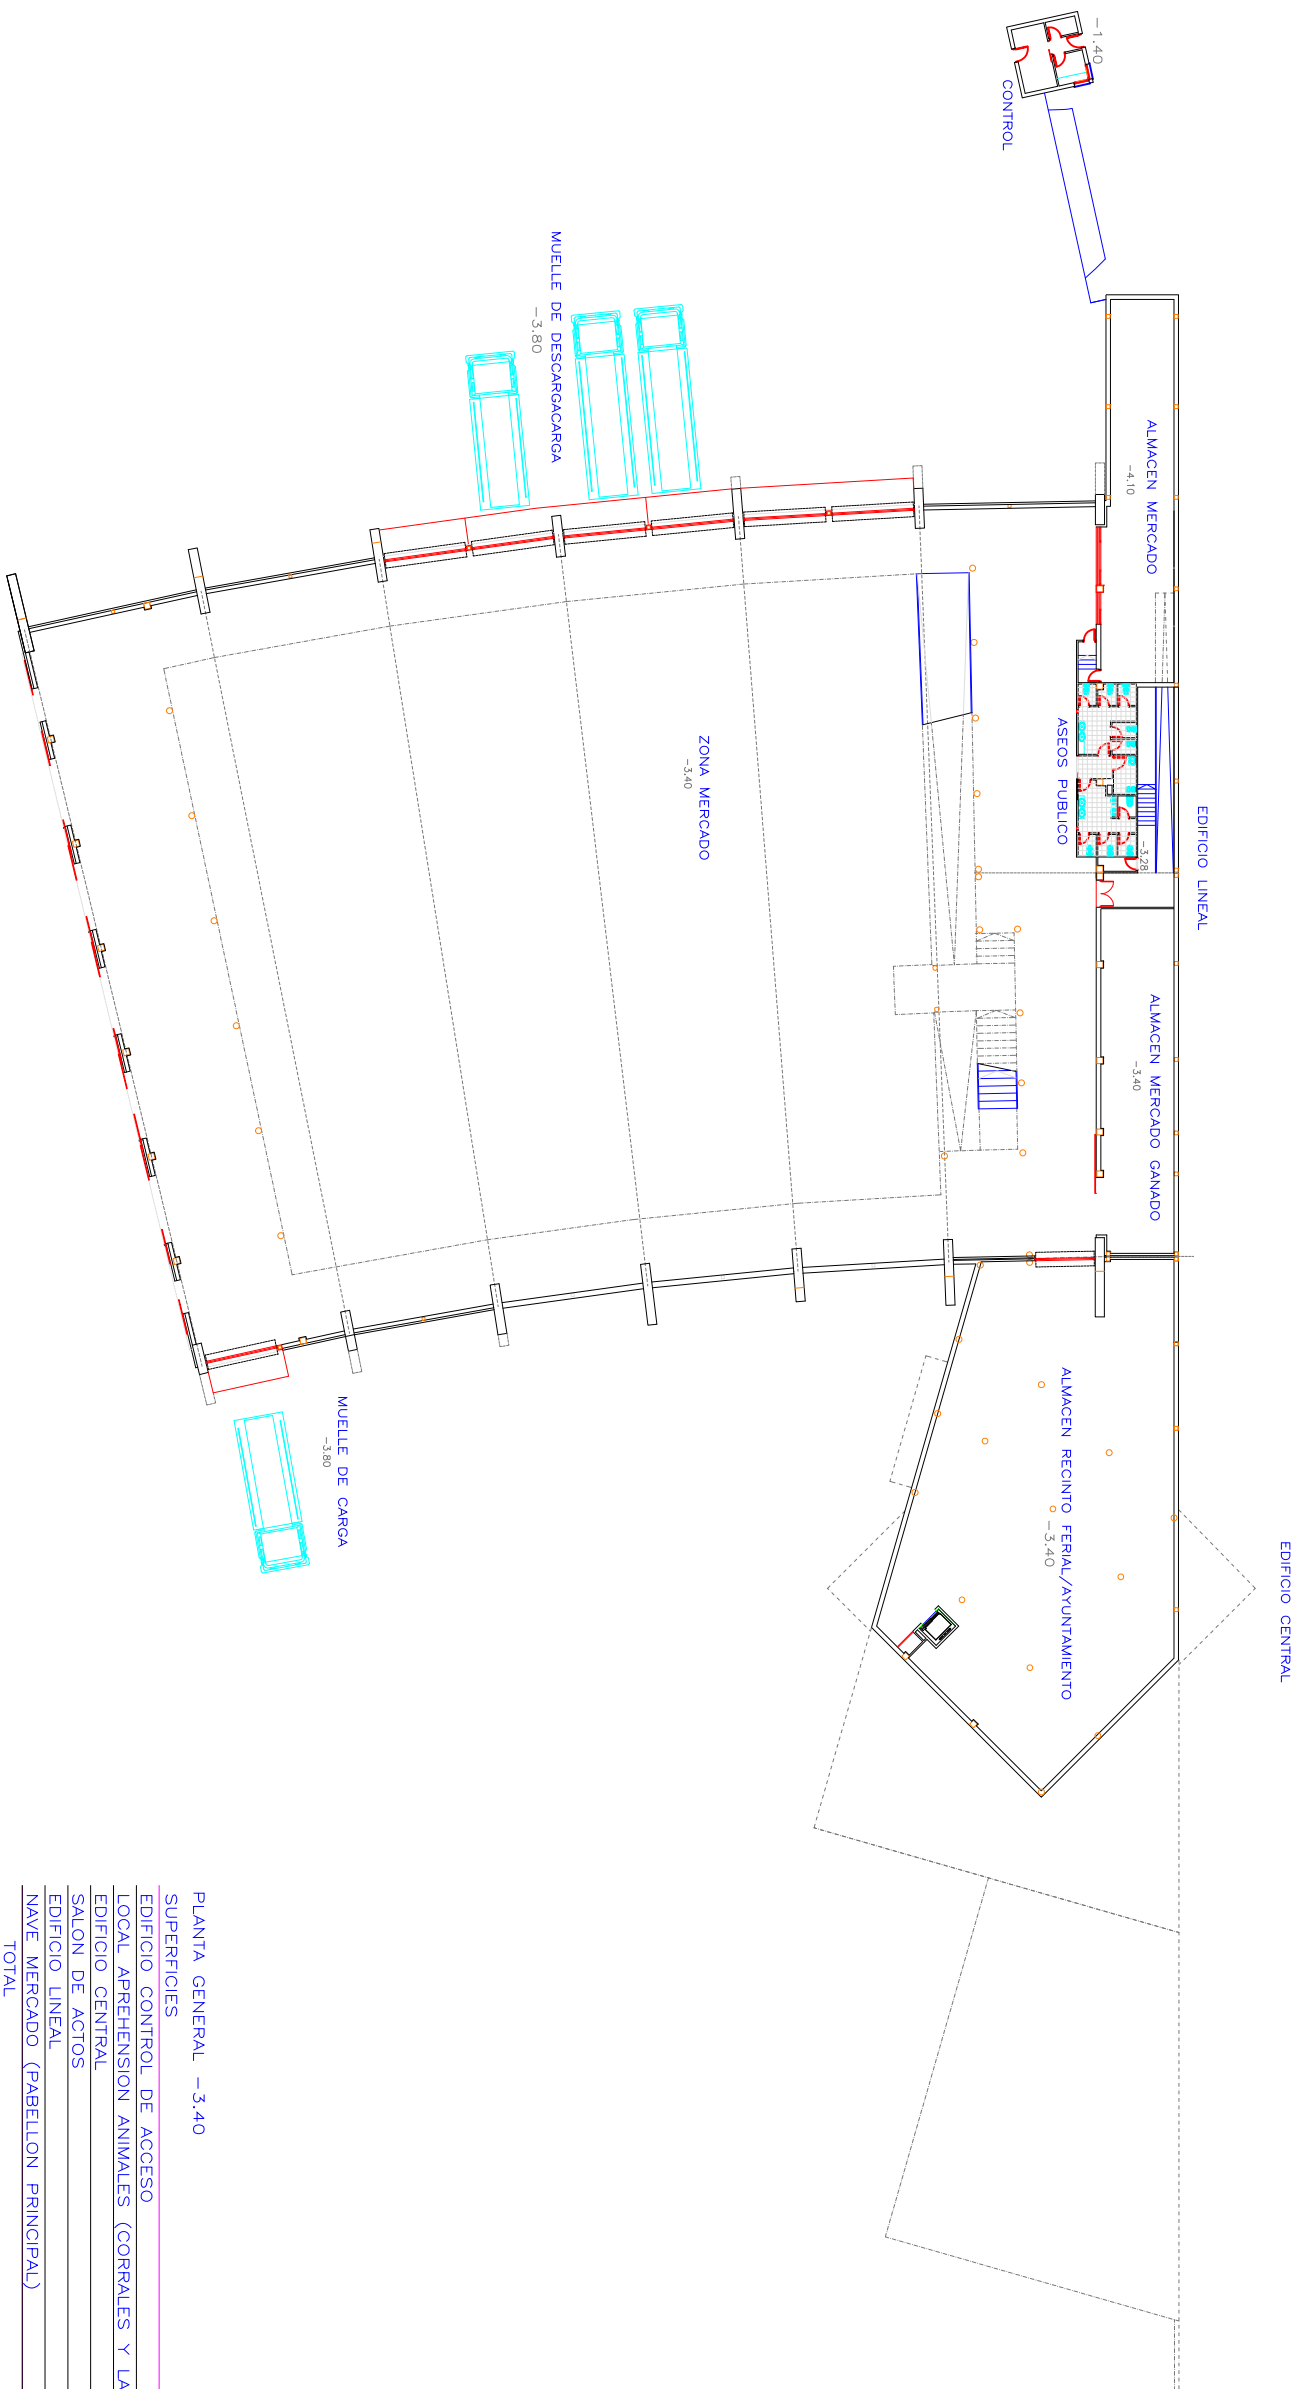 EDIFICIO CENTRAL
EDIFICIO LINEAL
-1.40
CONTROL
ALMACEN MERCADO
-4.10
ASEOS PUBLICO
-3.28
ALMACEN MERCADO GANADO
-3.40
ALMACEN RECINTO FERIAL/AYUNTAMIENTO
-3.40
MUELLE DE DESCARGACARGA
-3.80
ZONA MERCADO
-3.40
MUELLE DE CARGA
-3.80
PLANTA GENERAL -3.40
SUPERFICIES
EDIFICIO CONTROL DE ACCESO
LOCAL APREHENSION ANIMALES (CORRALES Y LA
EDIFICIO CENTRAL
SALON DE ACTOS
EDIFICIO LINEAL
NAVE MERCADO (PABELLON PRINCIPAL)
TOTAL